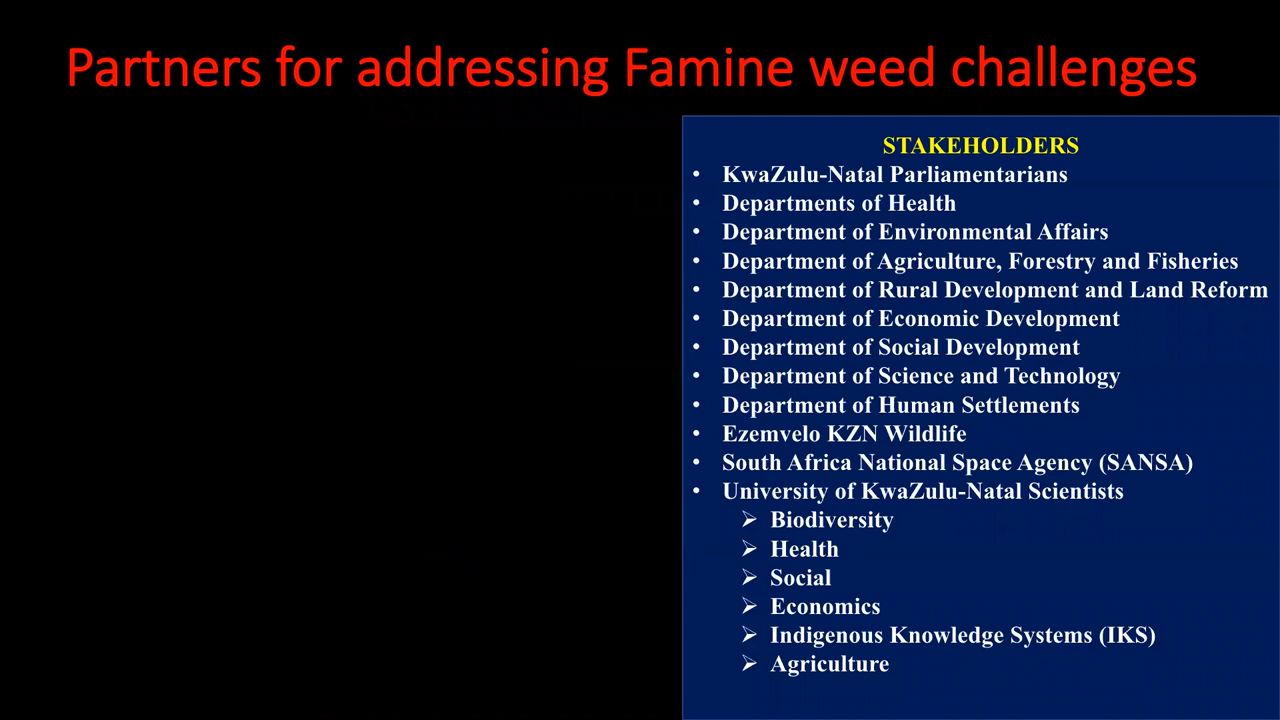 Partners for addressing Famine weed challenges
STAKEHOLDERS
• KwaZulu-Natal Parliamentarians
• Departments of Health
• Department of Environmental Affairs
• Department of Agriculture, Forestry and Fisheries
• Department of Rural Development and Land Reform
• Department of Economic Development
• Department of Social Development
• Department of Science and Technology
• Department of Human Settlements
• Ezemvelo KZN Wildlife
• South Africa National Space Agency (SANSA)
• University of KwaZulu-Natal Scientists
➢ Biodiversity
➢ Health
➢ Social
➢ Economics
➢ Indigenous Knowledge Systems (IKS)
➢ Agriculture